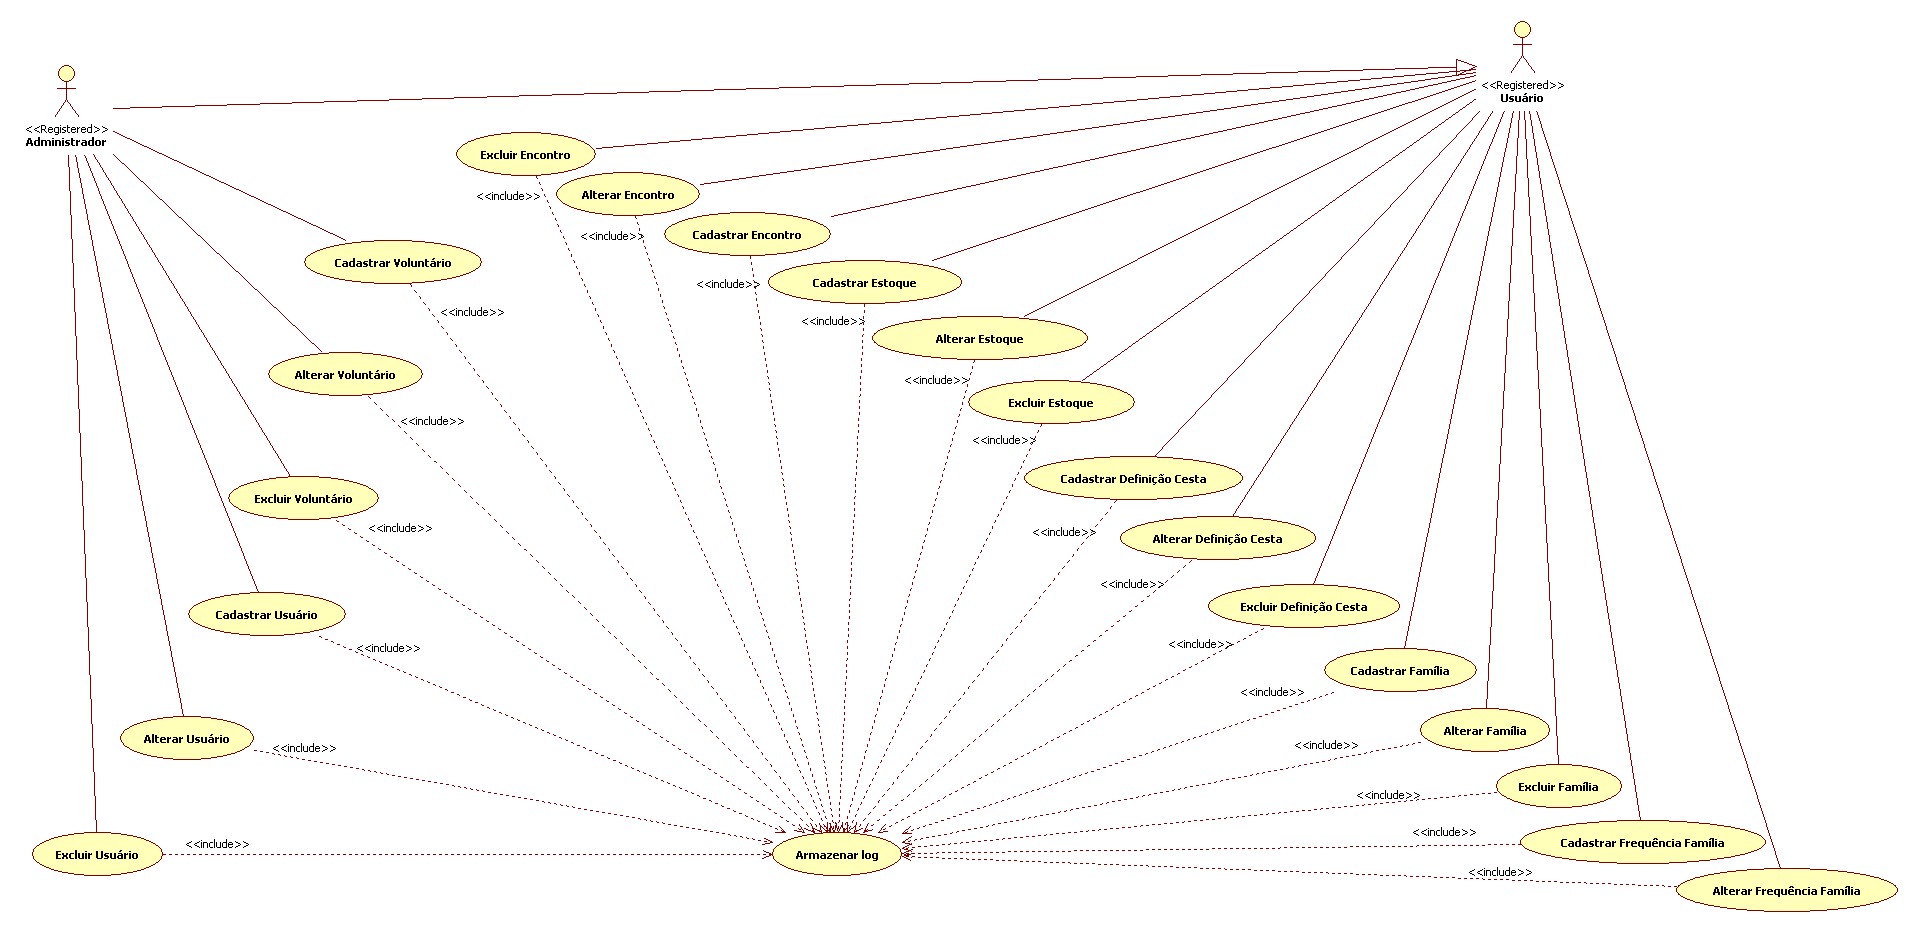 <<Registered>>
Usuário
<<Registered>>
Administrador
Excluir Encontro
<<include>>
Alterar Encontro
<<include>>
Cadastrar Encontro
<<include>>
Cadastrar Voluntário
<<include>>
Cadastrar Estoque
<<include>>
Alterar Estoque
<<include>>
Alterar Voluntário
<<include>>
Excluir Estoque
<<include>>
Cadastrar Definição Cesta
<<include>>
Excluir Voluntário
<<include>>
Alterar Definição Cesta
<<include>>
Excluir Definição Cesta
<<include>>
Cadastrar Usuário
<<include>>
Cadastrar Família
<<include>>
Alterar Família
<<include>>
Alterar Usuário
<<include>>
Excluir Família
<<include>>
Cadastrar Frequência Família
<<include>>
Excluir Usuário
<<include>>
Armazenar log
<<include>>
Alterar Frequência Família